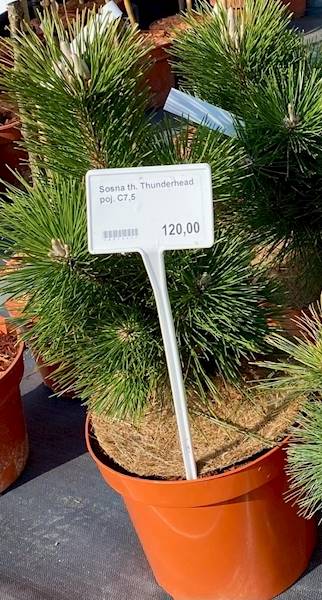 Sosna th. Thunderhead
poj. C7,5
120,00